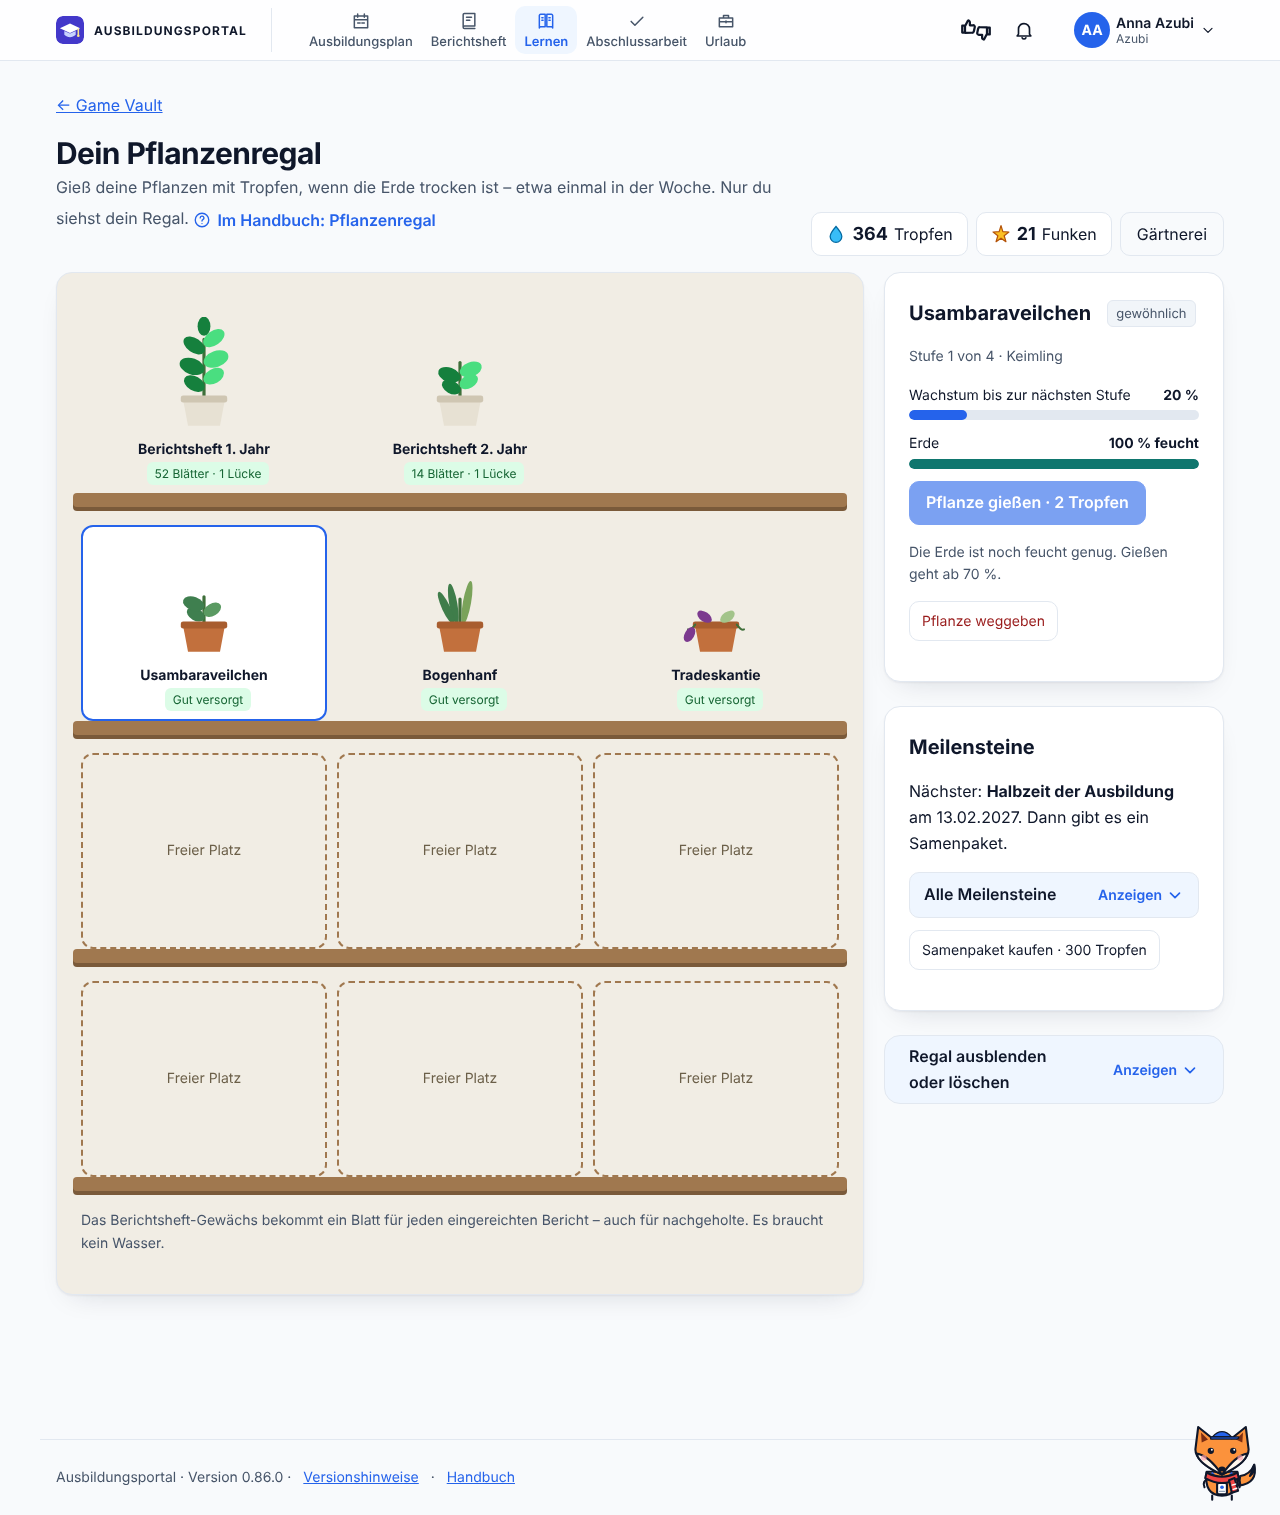 AUSBILDUNGSPORTAL
Ausbildungsplan
Berichtsheft
Lernen
Abschlussarbeit
Urlaub
AA
Anna Azubi
Azubi
← Game Vault
Dein Pflanzenregal
Gieß deine Pflanzen mit Tropfen, wenn die Erde trocken ist – etwa einmal in der Woche. Nur du
siehst dein Regal. Im Handbuch: Pflanzenregal
364 Tropfen
21 Funken
Gärtnerei
Berichtsheft 1. Jahr
52 Blätter · 1 Lücke
Berichtsheft 2. Jahr
14 Blätter · 1 Lücke
Usambaraveilchen
Gut versorgt
Bogenhanf
Gut versorgt
Tradeskantie
Gut versorgt
Freier Platz
Freier Platz
Freier Platz
Freier Platz
Freier Platz
Freier Platz
Das Berichtsheft-Gewächs bekommt ein Blatt für jeden eingereichten Bericht – auch für nachgeholte. Es braucht
kein Wasser.
Usambaraveilchen
gewöhnlich
Stufe 1 von 4 · Keimling
Wachstum bis zur nächsten Stufe 20 %
Erde 100 % feucht
Pflanze gießen · 2 Tropfen
Die Erde ist noch feucht genug. Gießen
geht ab 70 %.
Pflanze weggeben
Meilensteine
Nächster: Halbzeit der Ausbildung
am 13.02.2027. Dann gibt es ein
Samenpaket.
Alle Meilensteine Anzeigen
Samenpaket kaufen · 300 Tropfen
Regal ausblenden
oder löschen
Anzeigen
Ausbildungsportal · Version 0.86.0 · Versionshinweise · Handbuch